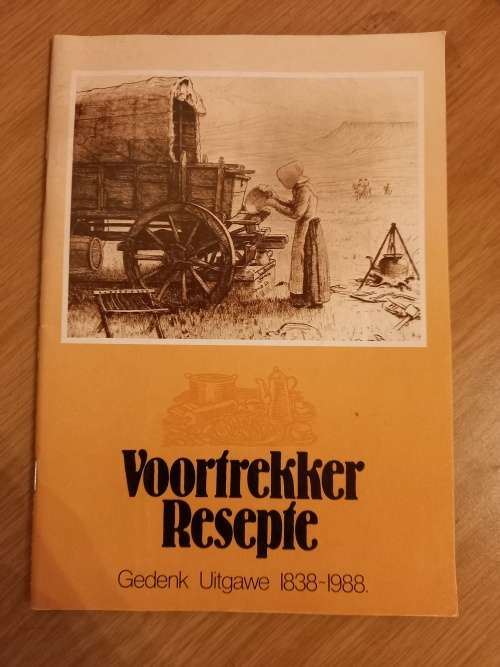 Voortrekker
Resepte
Gedenk Uitgawe 1838-1988.